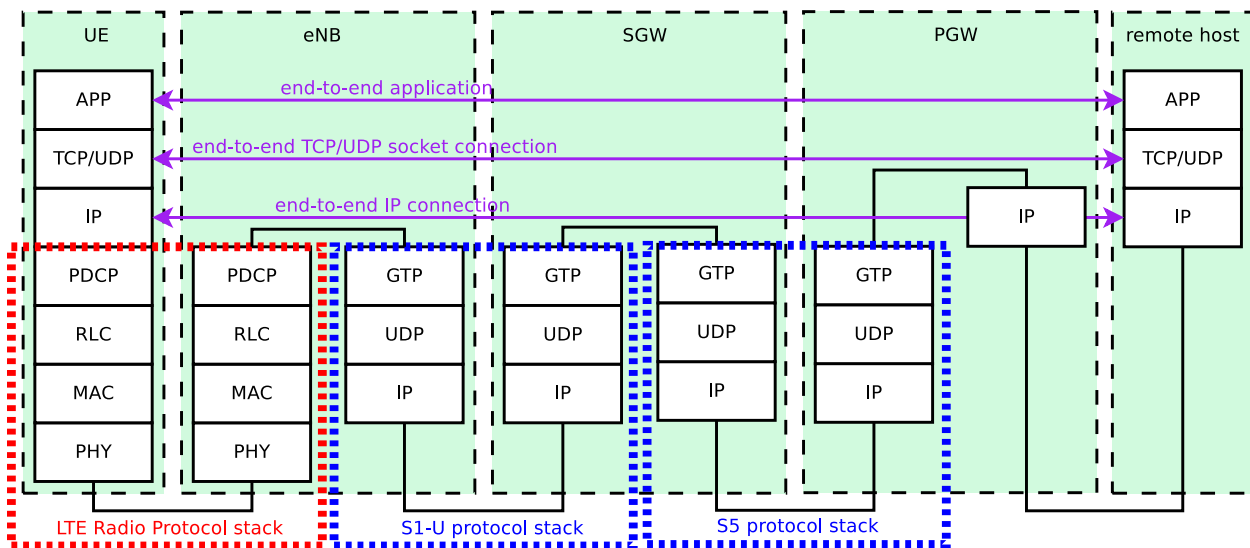 UE
eNB
SGW
PGW
remote host
APP
end-to-end application
APP
TCP/UDP
end-to-end TCP/UDP socket connection
TCP/UDP
IP
end-to-end IP connection
IP
IP
PDCP
PDCP
GTP
GTP
GTP
GTP
RLC
RLC
UDP
UDP
UDP
UDP
MAC
MAC
IP
IP
IP
IP
PHY
PHY
LTE Radio Protocol stack
S1-U protocol stack
S5 protocol stack